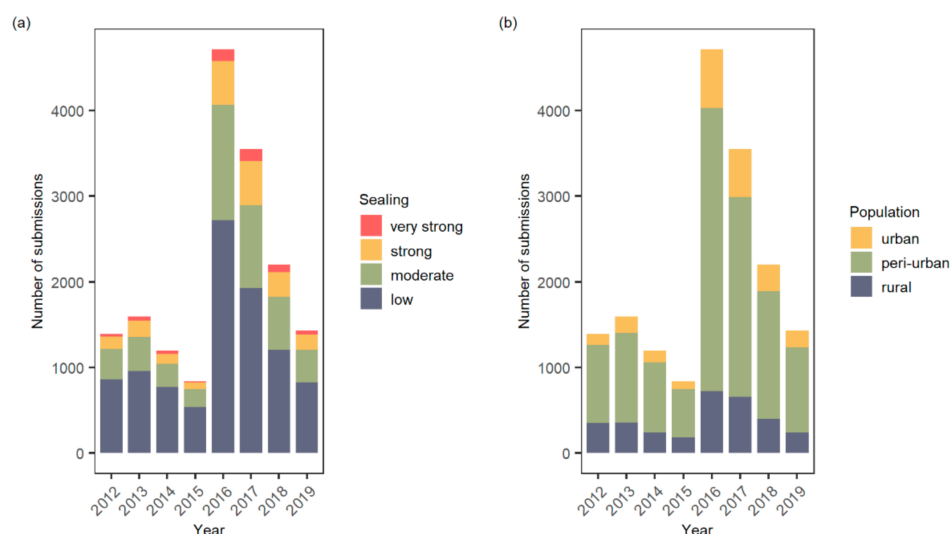 (a)
Number of submissions
4000
3000
2000
1000
0
2012
2013
2014
2015
2016
2017
2018
2019
Year
Sealing
very strong
strong
moderate
low
(b)
Number of submissions
4000
3000
2000
1000
0
2012
2013
2014
2015
2016
2017
2018
2019
Year
Population
urban
peri-urban
rural